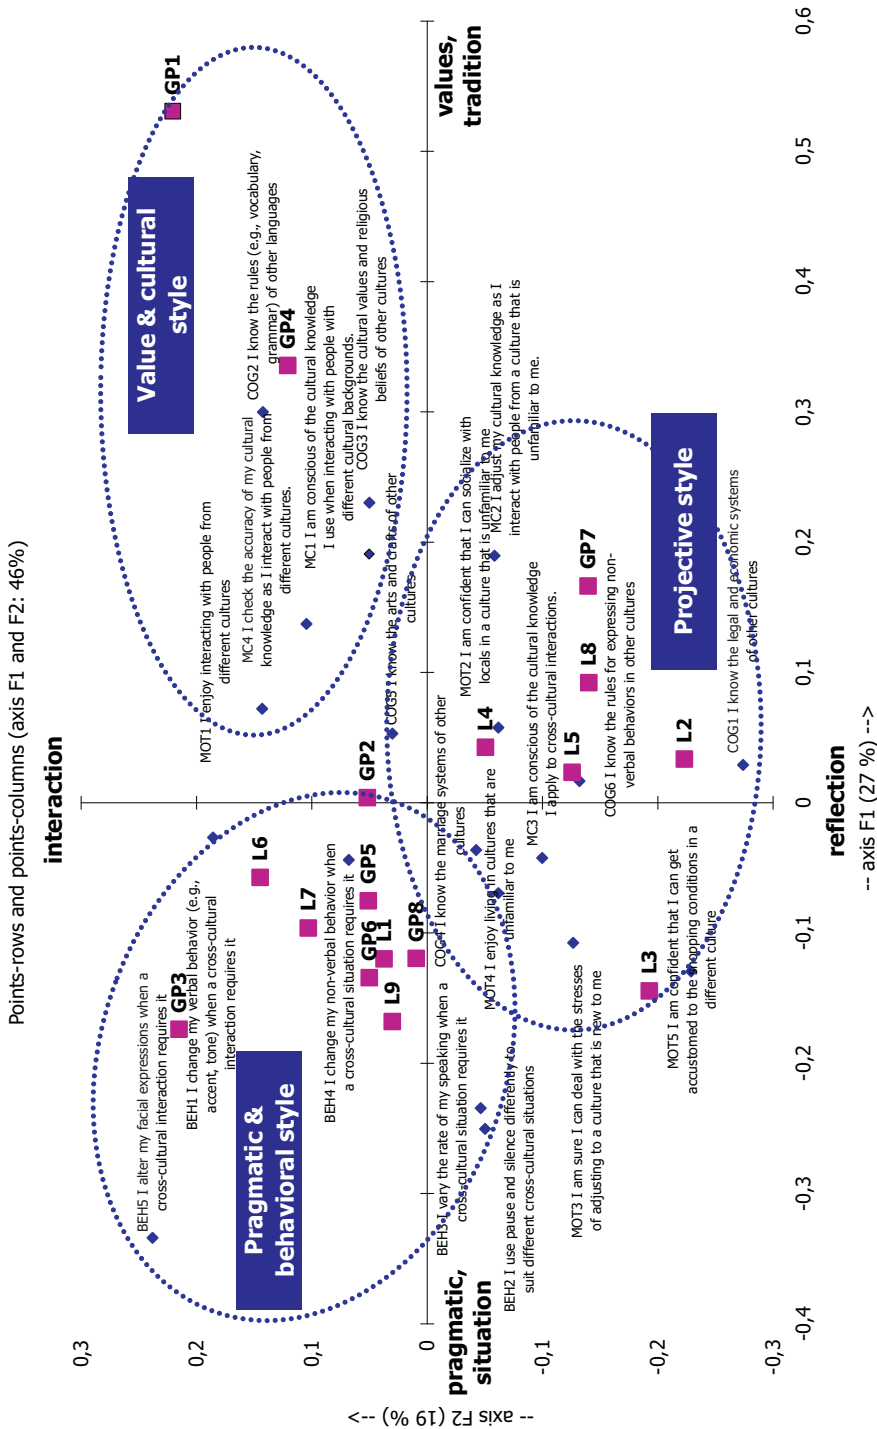 Points-rows and points-columns (axis F1 and F2: 46%)
interaction
BEH5 I alter my facial expressions when a
cross-cultural interaction requires it
GP3
BEH1 I change my verbal behavior (e.g.,
accent, tone) when a cross-cultural
interaction requires it
Pragmatic &
behavioral style
L6
L7
BEH4 I change my non-verbal behavior when
a cross-cultural situation requires it
GP2
GP5
GP6
L1
GP8
L9
MOT1 I enjoy interacting with people from
different cultures
Value & cultural
style
GP1
MC4 I check the accuracy of my cultural
knowledge as I interact with people from
different cultures.
COG2 I know the rules (e.g., vocabulary,
grammar) of other languages
GP4
MC1 I am conscious of the cultural knowledge
I use when interacting with people with
different cultural backgrounds.
COG3 I know the cultural values and religious
beliefs of other cultures
COG5 I know the arts and crafts of other
cultures
pragmatic,
situation
values,
tradition
BEH3 I vary the rate of my speaking when a
cross-cultural situation requires it
COG4 I know the marriage systems of other
cultures
BEH2 I use pause and silence differently to
suit different cross-cultural situations
MOT4 I enjoy living in cultures that are
unfamiliar to me
MOT2 I am confident that I can socialize with
locals in a culture that is unfamiliar to me
L4
MC2 I adjust my cultural knowledge as I
interact with people from a culture that is
unfamiliar to me.
MC3 I am conscious of the cultural knowledge
I apply to cross-cultural interactions.
L5
MOT3 I am sure I can deal with the stresses
of adjusting to a culture that is new to me
L8
GP7
COG6 I know the rules for expressing non-
verbal behaviors in other cultures
Projective style
L3
L2
MOT5 I am confident that I can get
accustomed to the shopping conditions in a
different culture
COG1 I know the legal and economic systems
of other cultures
reflection
0,3
0,2
0,1
0
-0,1
-0,2
-0,3
-0,4
-0,3
-0,2
-0,1
0
0,1
0,2
0,3
0,4
0,5
0,6
-- axis F2 (19 %) -->
-- axis F1 (27 %) -->